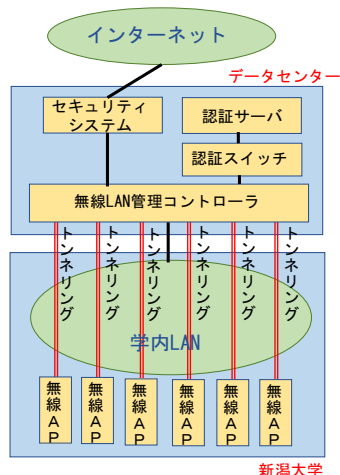 インターネット
データセンター
セキュリティ
システム
認証サーバ
認証スイッチ
無線LAN管理コントローラ
トンネリング
トンネリング
トンネリング
トンネリング
トンネリング
トンネリング
学内LAN
無線AP
無線AP
無線AP
無線AP
無線AP
無線AP
新潟大学